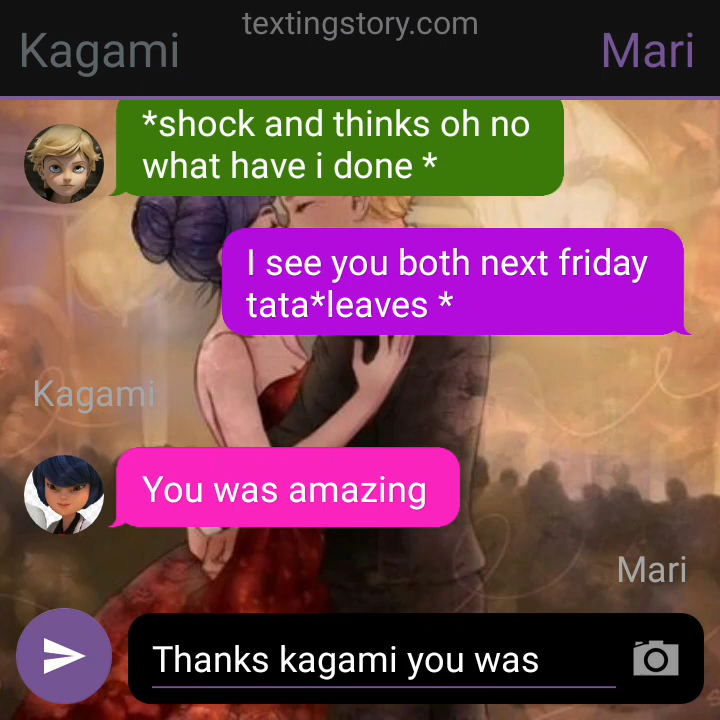 textingstory.com
Kagami
Mari
*shock and thinks oh no
what have i done *
I see you both next friday
tata*leaves *
Kagami
You was amazing
Mari
Thanks kagami you was